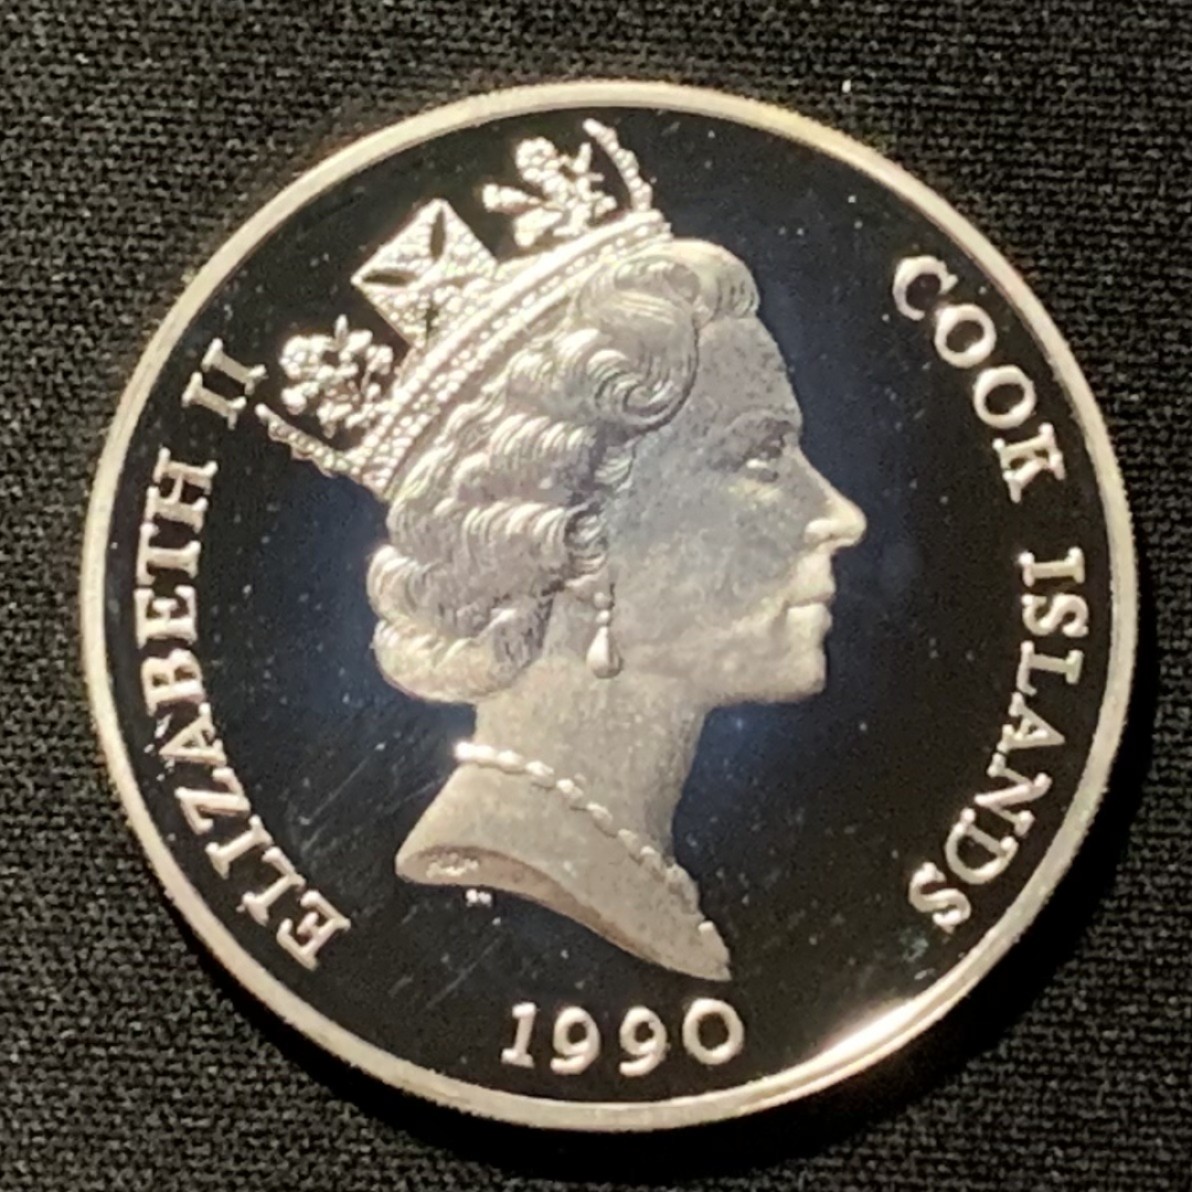 ELIZABETH II
COOK ISLANDS
1990